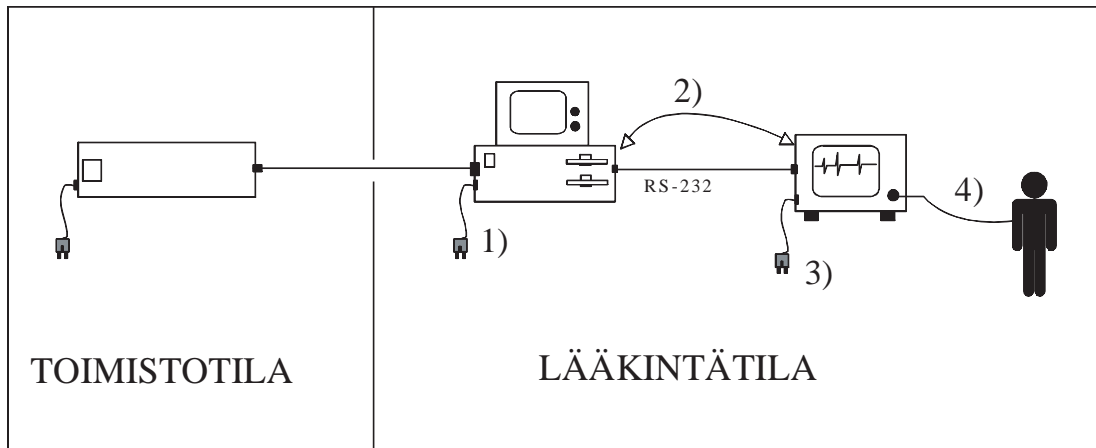 2)
RS-232
4)
1)
3)
TOIMISTOTILA
LÄÄKINTÄTILA